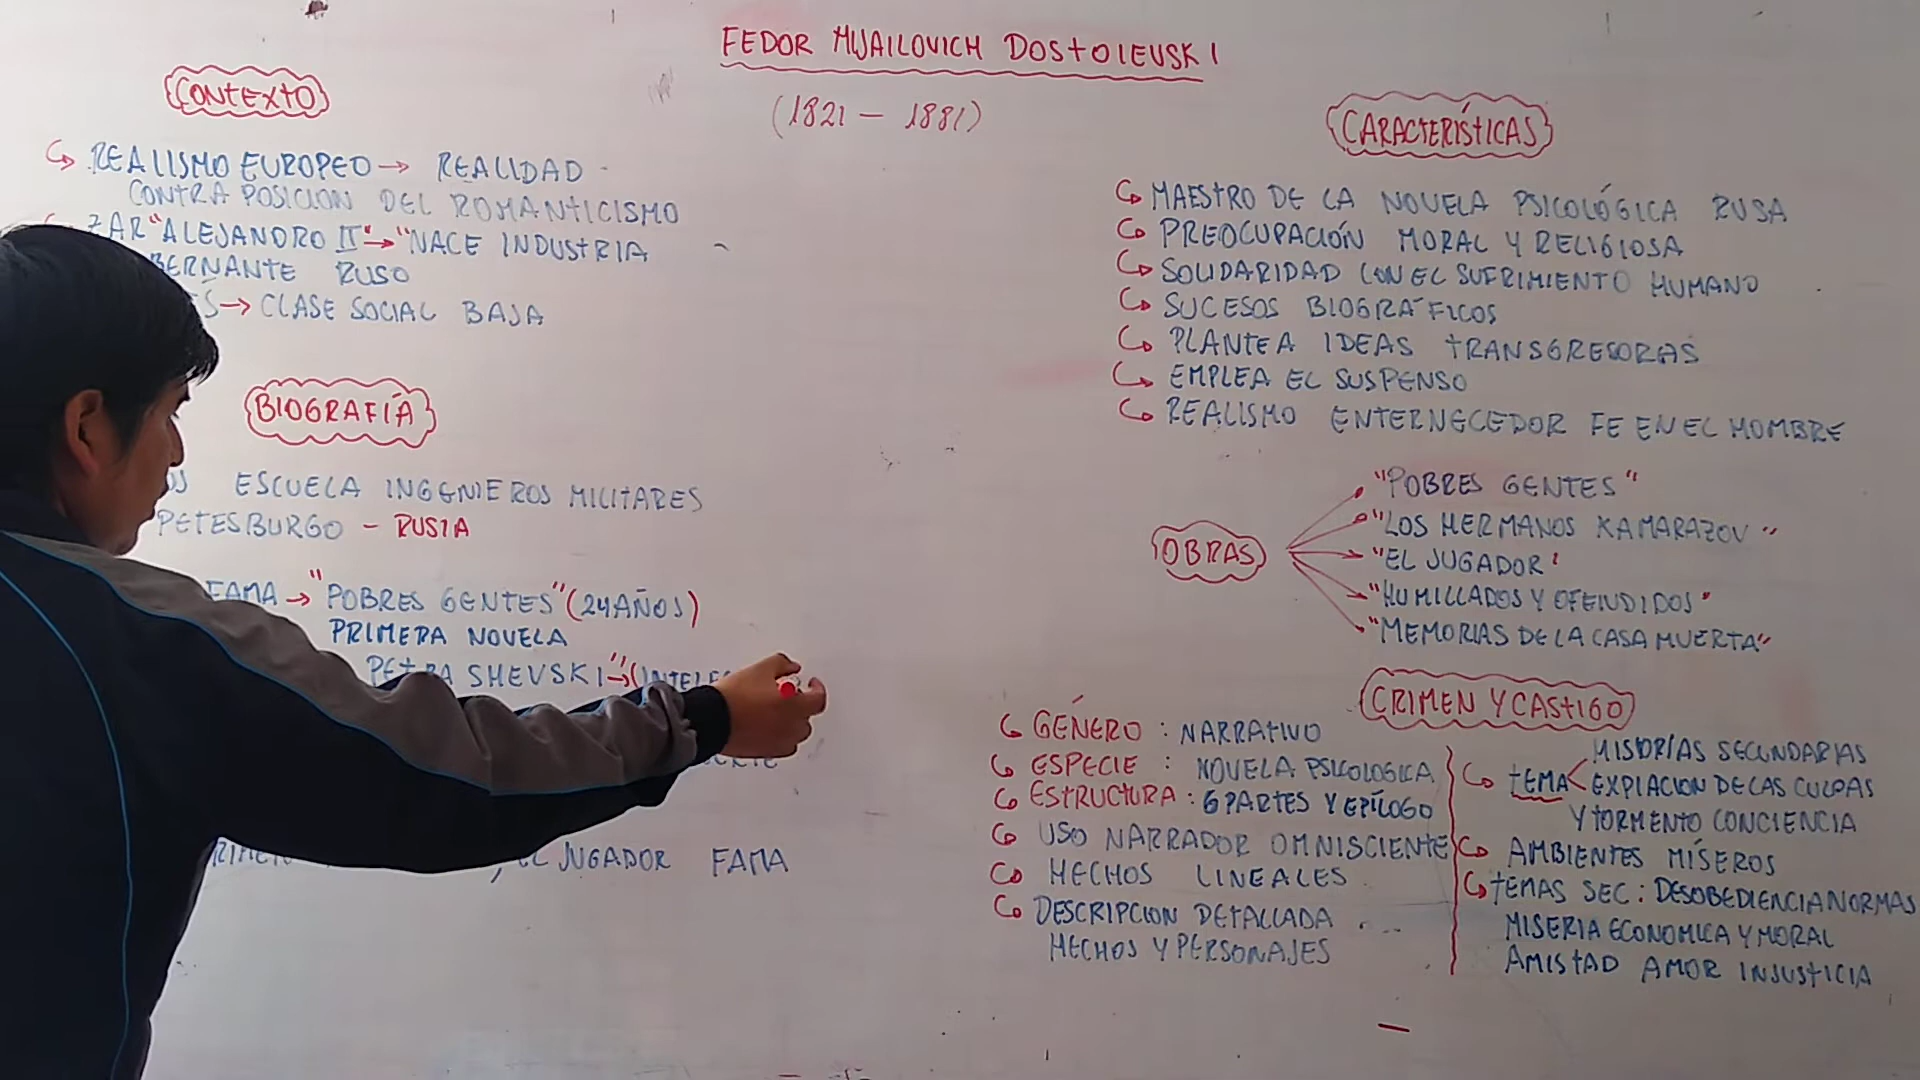 FEDOR MIJAILOVICH DOSTOIEVSKI
(1821 - 1881)
CONTEXTO
REALISMO EUROPEO → REALIDAD
CONTRA POSICION DEL ROMANTICISMO
ZAR "ALEJANDRO II" → "NACE INDUSTRIA
RUSO
→ CLASE SOCIAL BAJA
BIOGRAFÍA
ESCUELA INGENIEROS MILITARES
PETESBURGO - RUSIA
FAMA → "POBRES GENTES" (24 AÑOS)
PRIMERA NOVELA
PETRA SHEVSKI" →
, EL JUGADOR FAMA
CARACTERÍSTICAS
MAESTRO DE LA NOVELA PSICOLÓGICA RUSA
PREOCUPACIÓN MORAL Y RELIGIOSA
SOLIDARIDAD CON EL SUFRIMIENTO HUMANO
SUCESOS BIOGRÁFICOS
PLANTEA IDEAS TRANSGRESORAS
EMPLEA EL SUSPENSO
REALISMO ENTERNECEDOR FE EN EL HOMBRE
OBRAS
"POBRES GENTES"
"LOS HERMANOS KAMARAZOV"
"EL JUGADOR'
"HUMILLADOS Y OFENDIDOS"
"MEMORIAS DE LA CASA MUERTA"
CRIMEN Y CASTIGO
GÉNERO : NARRATIVO
ESPECIE : NOVELA PSICOLOGICA
ESTRUCTURA : 6 PARTES Y EPÍLOGO
USO NARRADOR OMNISCIENTE
HECHOS LINEALES
DESCRIPCION DETALLADA
HECHOS Y PERSONAJES
HISTORIAS SECUNDARIAS
TEMA < EXPIACION DE LAS CULPAS
Y TORMENTO CONCIENCIA
AMBIENTES MÍSEROS
TEMAS SEC : DESOBEDIENCIA NORMAS
MISERIA ECONOMICA Y MORAL
AMISTAD AMOR INJUSTICIA